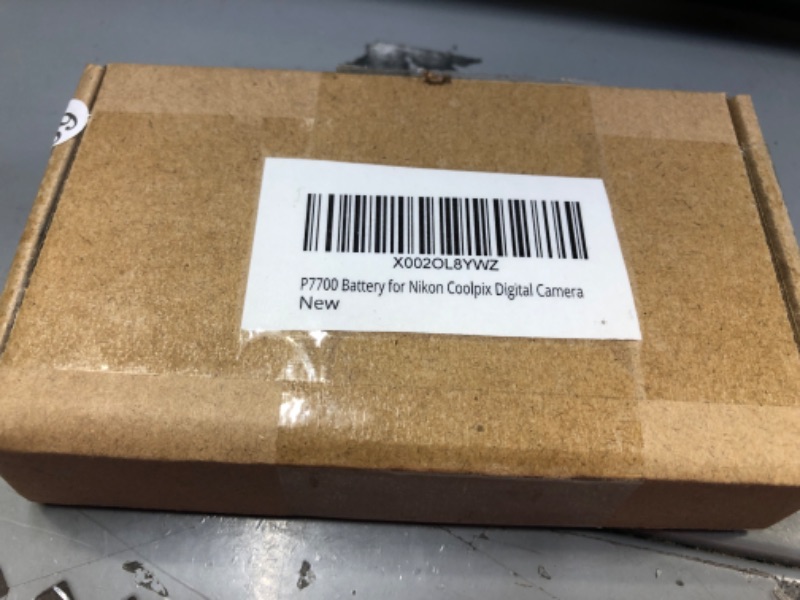 X002OL8YWZ
P7700 Battery for Nikon Coolpix Digital Camera
New